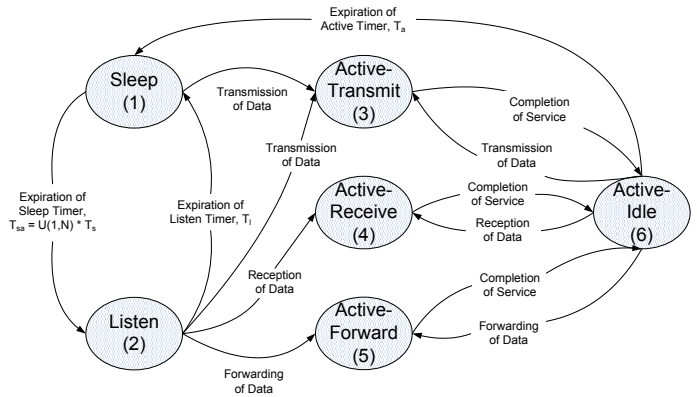 Expiration of
Active Timer, Ta
Sleep
(1)
Active-
Transmit
(3)
Transmission
of Data
Completion
of Service
Transmission
of Data
Transmission
of Data
Expiration of
Sleep Timer,
Tsa = U(1,N) * Ts
Expiration of
Listen Timer, Tl
Active-
Receive
(4)
Completion
of Service
Reception
of Data
Active-
Idle
(6)
Reception
of Data
Listen
(2)
Active-
Forward
(5)
Completion
of Service
Forwarding
of Data
Forwarding
of Data